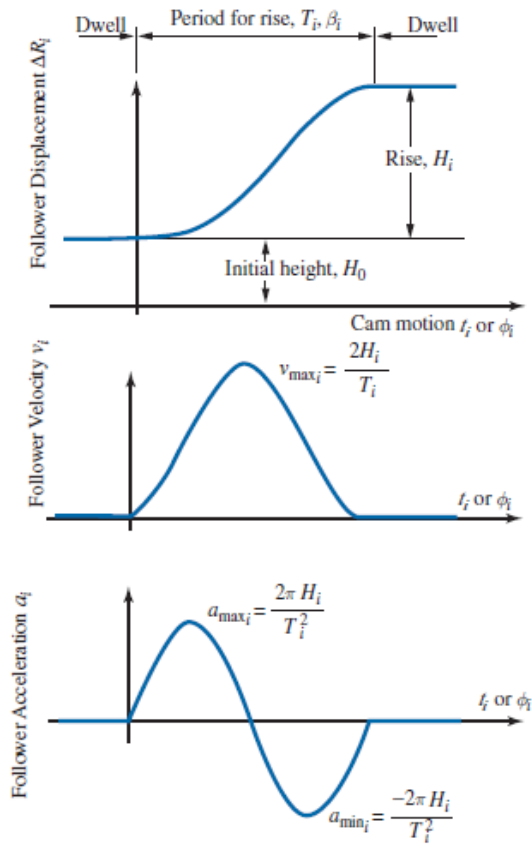 Dwell
Period for rise, Tᵢ, βᵢ
Dwell
Follower Displacement ΔRᵢ
Rise, Hᵢ
Initial height, H₀
Cam motion tᵢ or ϕᵢ
Follower Velocity vᵢ
vₘₐₓᵢ = 2Hᵢ / Tᵢ
tᵢ or ϕᵢ
Follower Acceleration aᵢ
aₘₐₓᵢ = 2π Hᵢ / Tᵢ²
tᵢ or ϕᵢ
aₘᵢₙᵢ = −2π Hᵢ / Tᵢ²